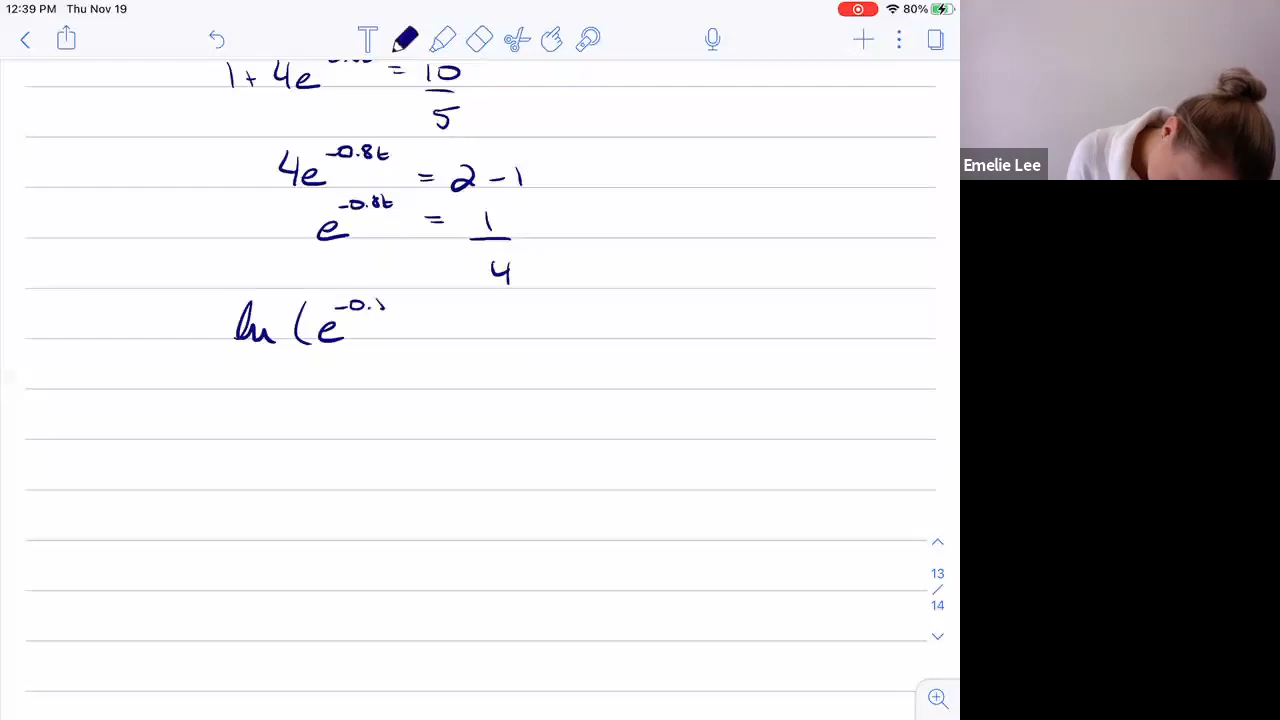 12:39 PM Thu Nov 19 80%
1 + 4e = 10
5
4e^-0.8t = 2 - 1
e^-0.8t = 1
4
ln (e^-0.
13
/
14
Emelie Lee